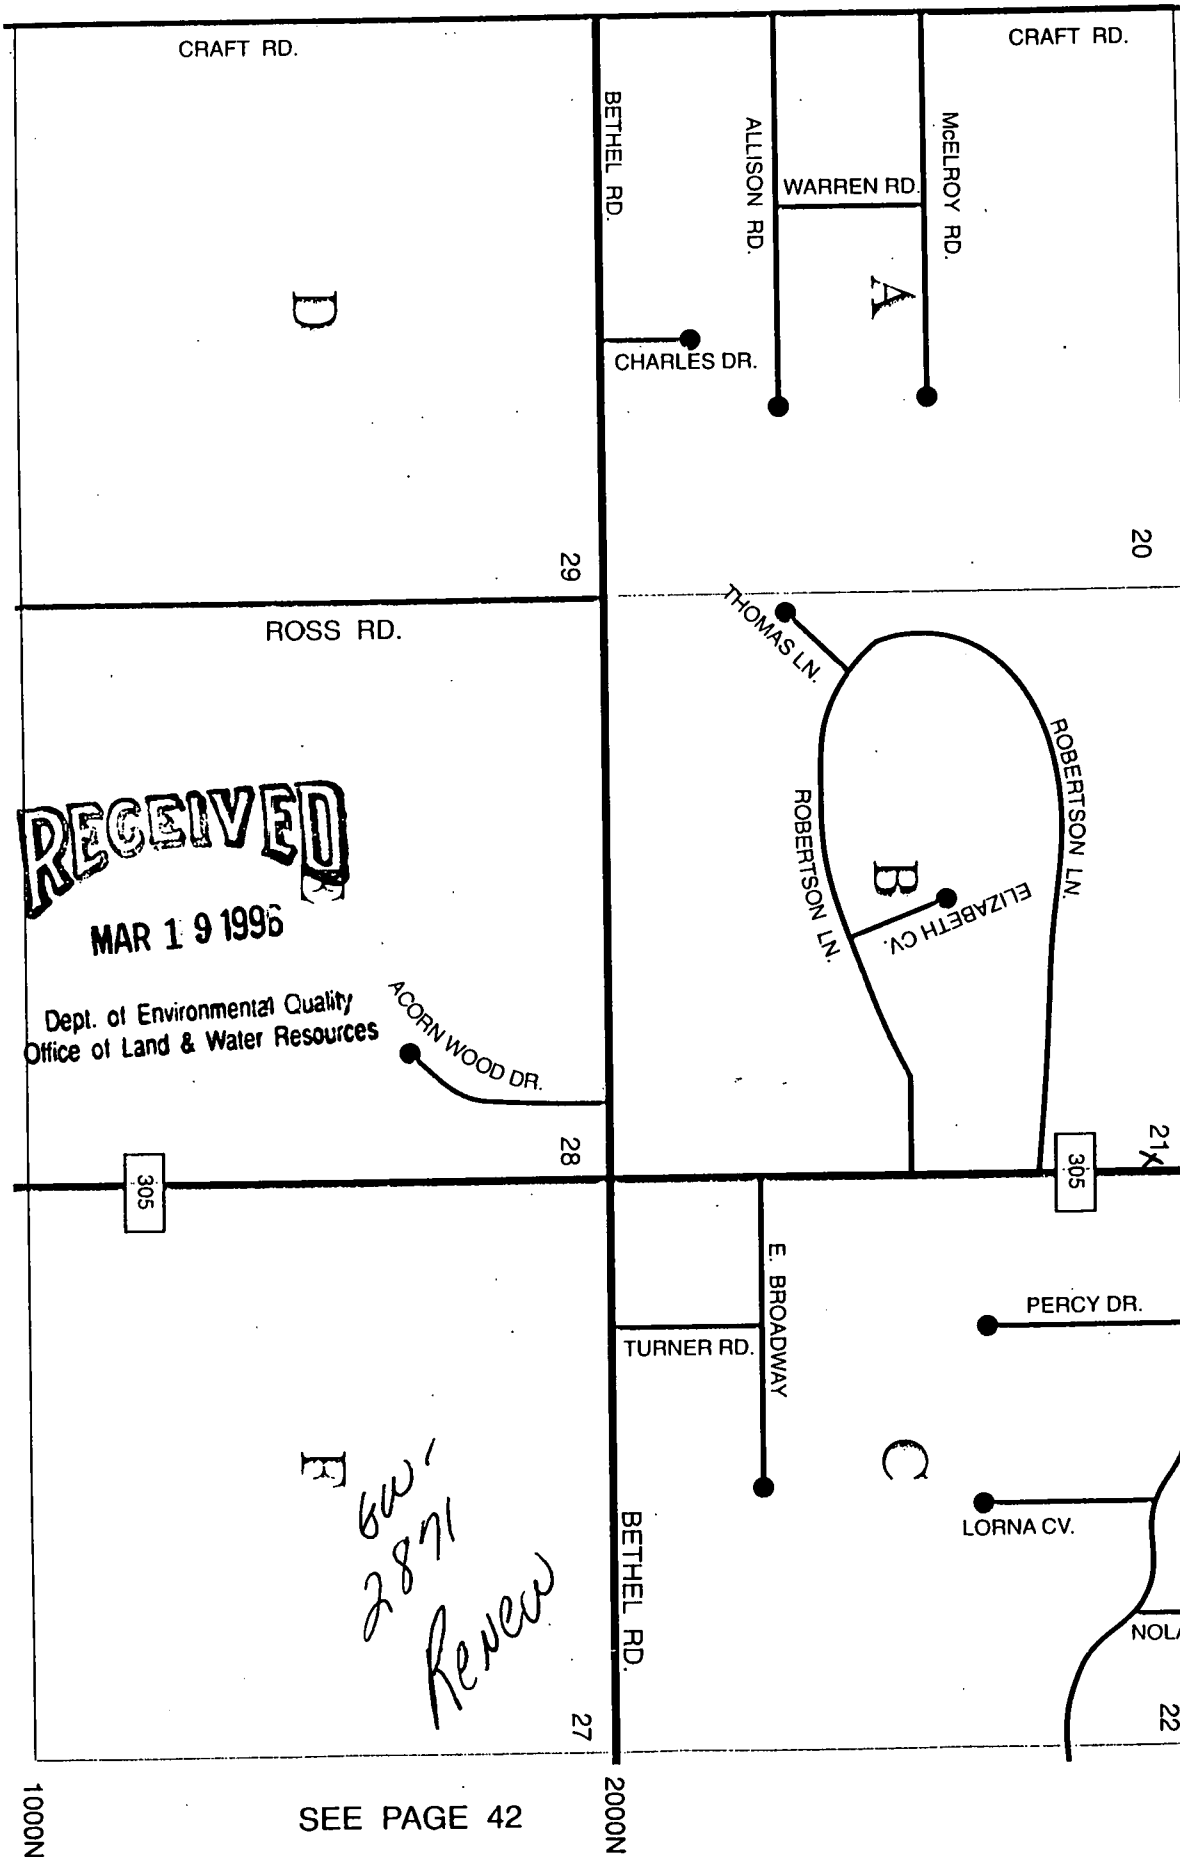 CRAFT RD.
CRAFT RD.
BETHEL RD.
ALLISON RD.
McELROY RD.
WARREN RD.
A
D
CHARLES DR.
20
29
THOMAS LN.
ROSS RD.
ROBERTSON LN.
ROBERTSON LN.
B
ELIZABETH CV.
RECEIVED
E
MAR 19 1996
Dept. of Environmental Quality
Office of Land & Water Resources
ACORN WOOD DR.
28
21
X
305
305
E. BROADWAY
PERCY DR.
TURNER RD.
C
F
GW-
2871
Renew
LORNA CV.
BETHEL RD.
NOLA
27
22
1000N
SEE PAGE 42
2000N